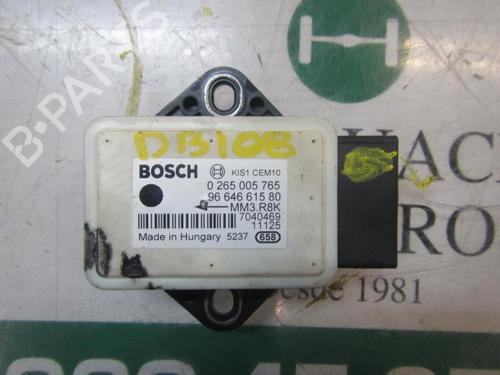 B-PARTS
DB10B
BOSCH KIS1 CEM10
0 265 005 765
96 646 615 80
MM3.R8K
7040469
11125
Made in Hungary 5237 658
desde 1981